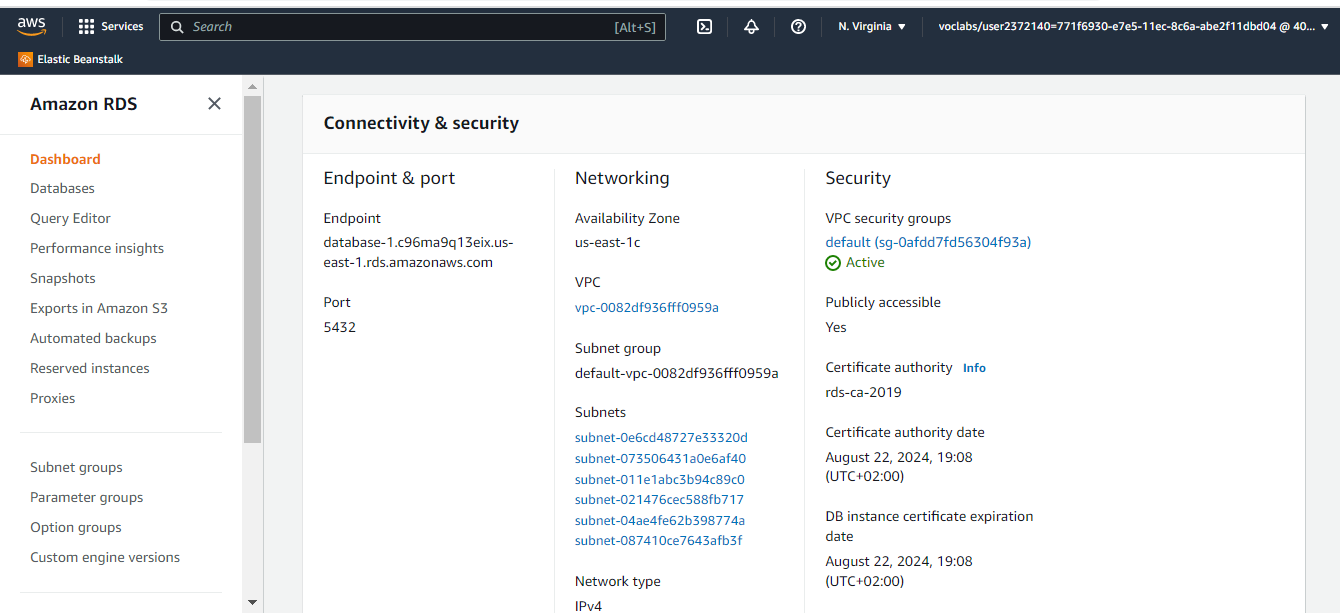 aws
Services
Search
[Alt+S]
N. Virginia
voclabs/user2372140=771f6930-e7e5-11ec-8c6a-abe2f11dbd04 @ 40...
Elastic Beanstalk
Amazon RDS
Dashboard
Databases
Query Editor
Performance insights
Snapshots
Exports in Amazon S3
Automated backups
Reserved instances
Proxies
Subnet groups
Parameter groups
Option groups
Custom engine versions
Connectivity & security
Endpoint & port
Endpoint
database-1.c96ma9q13eix.us-
east-1.rds.amazonaws.com
Port
5432
Networking
Availability Zone
us-east-1c
VPC
vpc-0082df936fff0959a
Subnet group
default-vpc-0082df936fff0959a
Subnets
subnet-0e6cd48727e33320d
subnet-073506431a0e6af40
subnet-011e1abc3b94c89c0
subnet-021476cec588fb717
subnet-04ae4fe62b398774a
subnet-087410ce7643afb3f
Network type
IPv4
Security
VPC security groups
default (sg-0afdd7fd56304f93a)
Active
Publicly accessible
Yes
Certificate authority Info
rds-ca-2019
Certificate authority date
August 22, 2024, 19:08
(UTC+02:00)
DB instance certificate expiration
date
August 22, 2024, 19:08
(UTC+02:00)